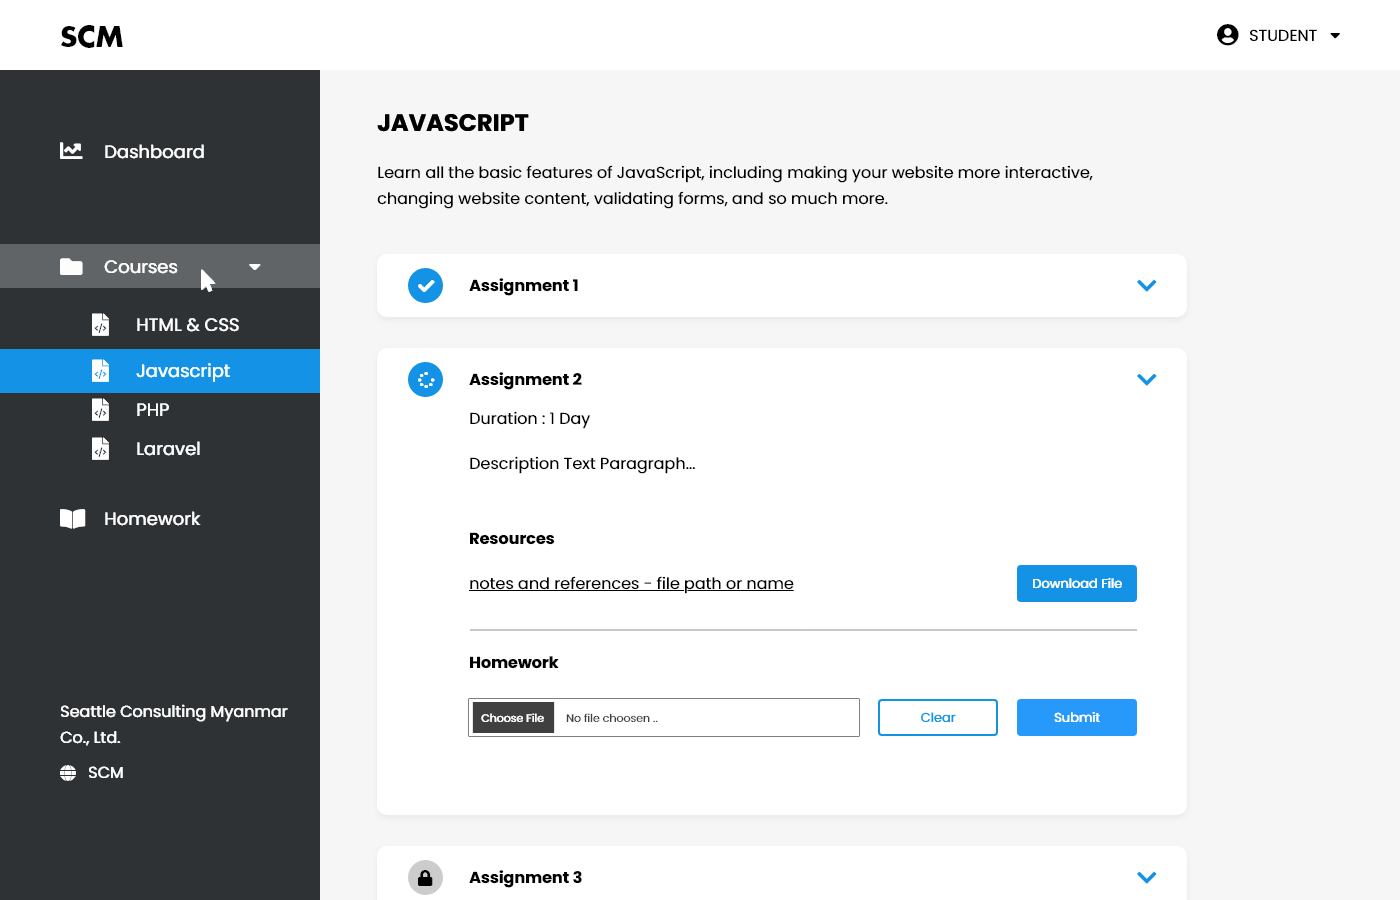 SCM
STUDENT
Dashboard
Courses
HTML & CSS
Javascript
PHP
Laravel
Homework
Seattle Consulting Myanmar
Co., Ltd.
SCM
JAVASCRIPT
Learn all the basic features of JavaScript, including making your website more interactive,
changing website content, validating forms, and so much more.
Assignment 1
Assignment 2
Duration : 1 Day
Description Text Paragraph...
Resources
notes and references - file path or name
Download File
Homework
Choose File No file choosen ..
Clear
Submit
Assignment 3